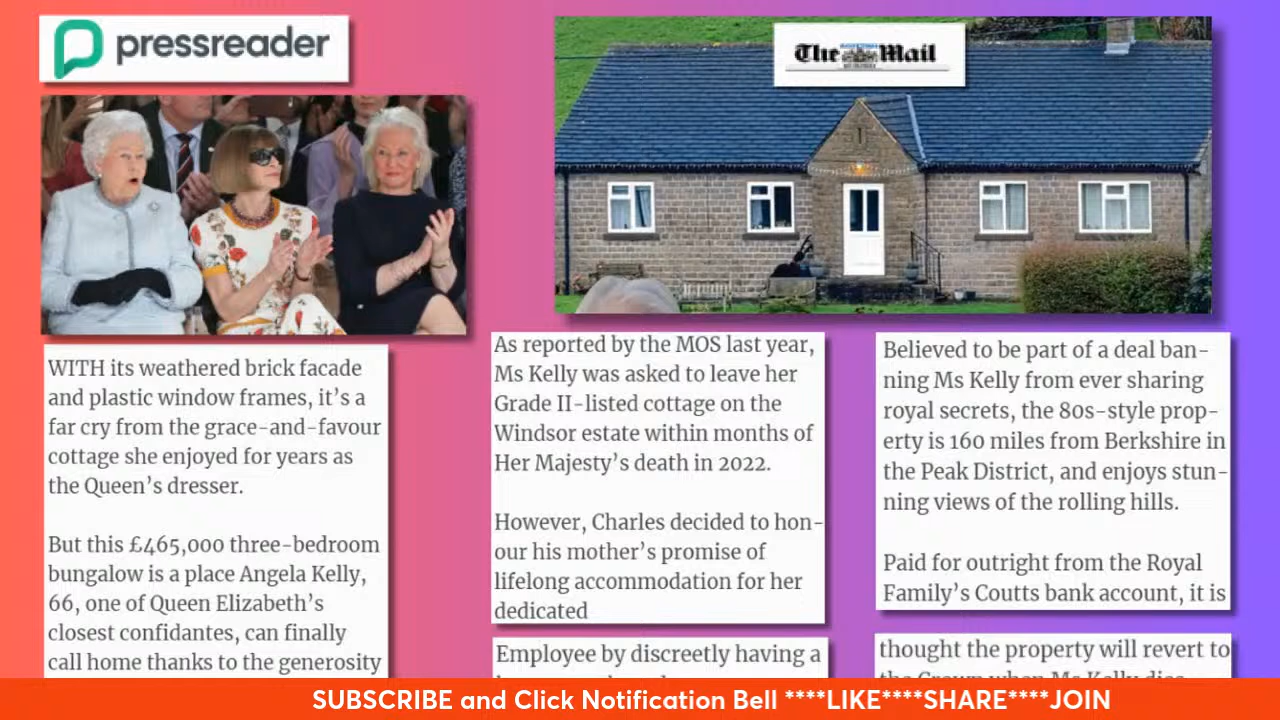 pressreader
The Mail
WITH its weathered brick facade
and plastic window frames, it's a
far cry from the grace-and-favour
cottage she enjoyed for years as
the Queen's dresser.
But this £465,000 three-bedroom
bungalow is a place Angela Kelly,
66, one of Queen Elizabeth's
closest confidantes, can finally
call home thanks to the generosity
As reported by the MOS last year,
Ms Kelly was asked to leave her
Grade II-listed cottage on the
Windsor estate within months of
Her Majesty's death in 2022.
However, Charles decided to hon-
our his mother's promise of
lifelong accommodation for her
dedicated
Employee by discreetly having a
Believed to be part of a deal ban-
ning Ms Kelly from ever sharing
royal secrets, the 80s-style prop-
erty is 160 miles from Berkshire in
the Peak District, and enjoys stun-
ning views of the rolling hills.
Paid for outright from the Royal
Family's Coutts bank account, it is
thought the property will revert to
the Crown when Ms Kelly dies
SUBSCRIBE and Click Notification Bell ****LIKE****SHARE****JOIN